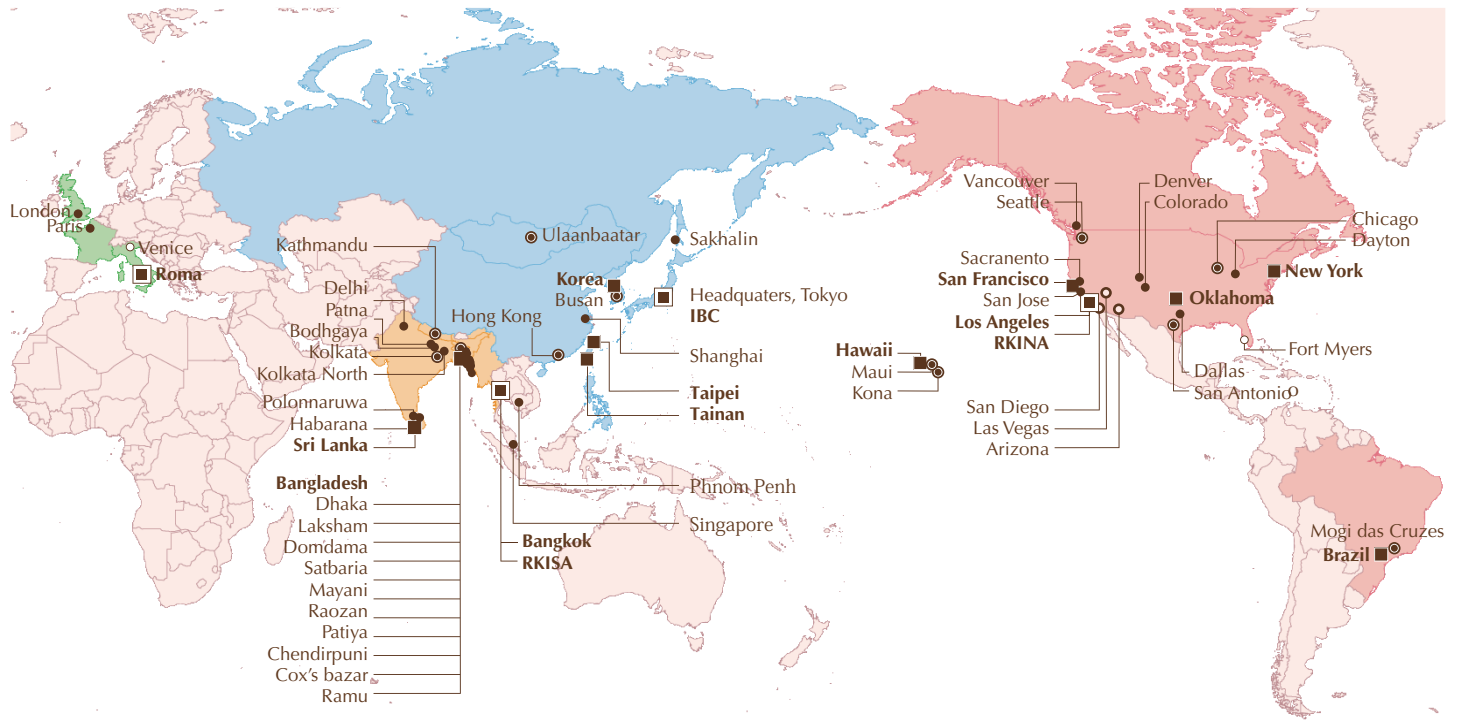 London
Paris
Venice
Roma
Kathmandu
Delhi
Patna
Bodhgaya
Kolkata
Kolkata North
Polonnaruwa
Habarana
Sri Lanka
Bangladesh
Dhaka
Laksham
Domdama
Satbaria
Mayani
Raozan
Patiya
Chendirpuni
Cox's bazar
Ramu
Ulaanbaatar
Sakhalin
Korea
Busan
Hong Kong
Headquaters, Tokyo
IBC
Shanghai
Taipei
Tainan
Phnom Penh
Singapore
Bangkok
RKISA
Hawaii
Maui
Kona
Vancouver
Seattle
Sacranento
San Francisco
San Jose
Los Angeles
RKINA
San Diego
Las Vegas
Arizona
Denver
Colorado
Chicago
Dayton
New York
Oklahoma
Fort Myers
Dallas
San Antonio
Mogi das Cruzes
Brazil